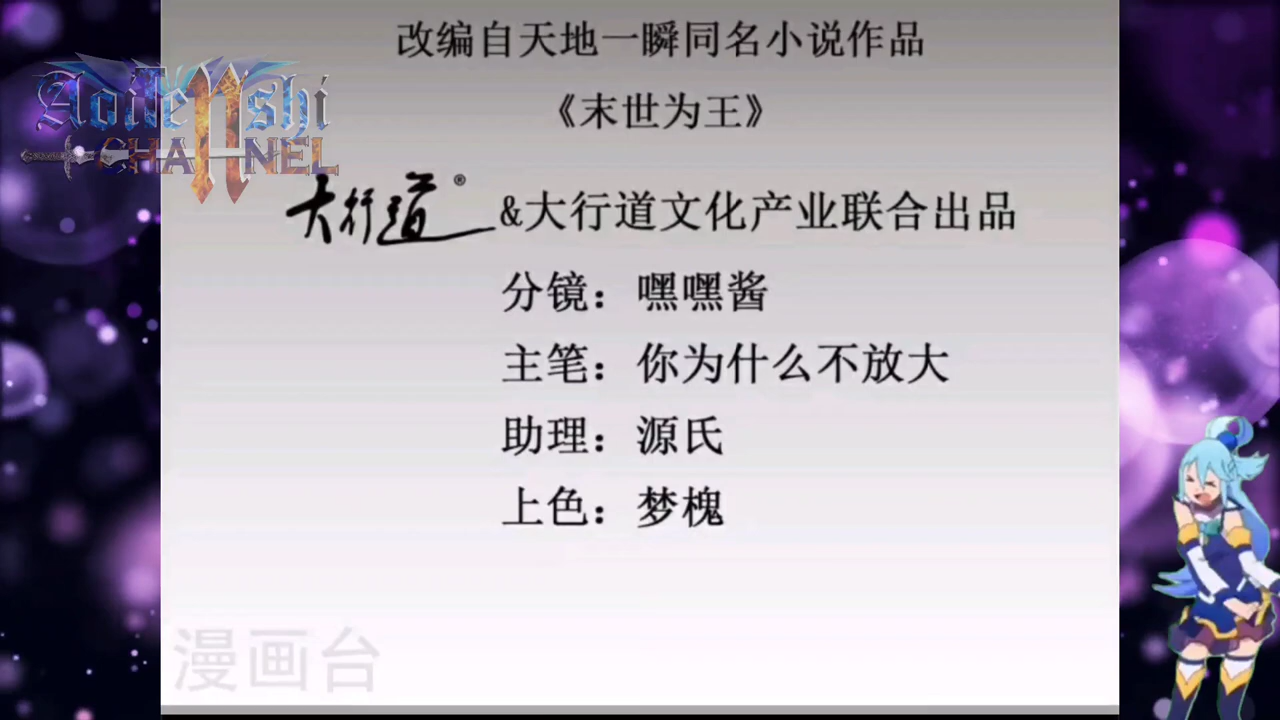 改编自天地一瞬同名小说作品
《末世为王》
AoiTenshi
CHANNEL
大行道® &大行道文化产业联合出品
分镜：嘿嘿酱
主笔：你为什么不放大
助理：源氏
上色：梦槐
漫画台